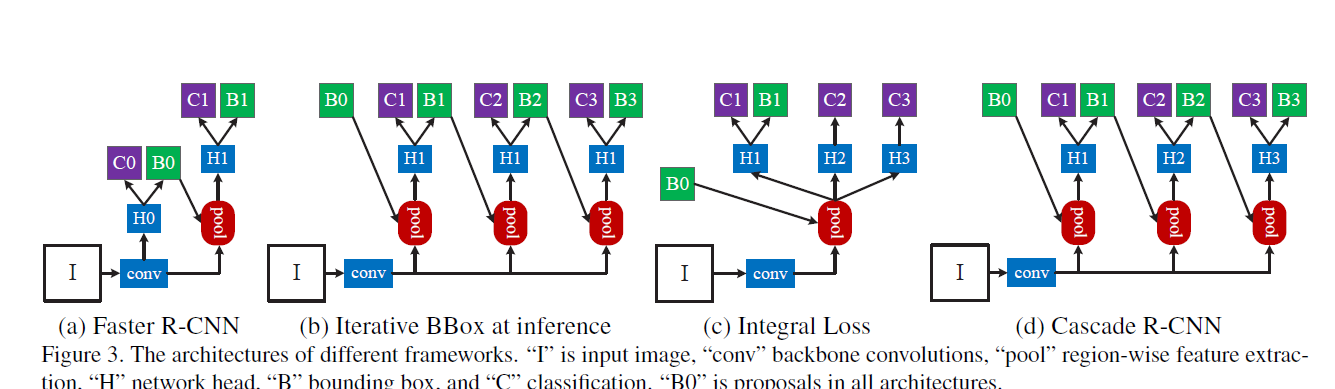 C1 B1 B0 C1 B1 C2 B2 C3 B3 C1 B1 C2 C3 B0 C1 B1 C2 B2 C3 B3
C0 B0 H1 H1 H1 H1 H1 H2 H3 H1 H2 H3
B0
H0 pool pool pool pool pool pool pool pool
I conv I conv I conv I conv
(a) Faster R-CNN (b) Iterative BBox at inference (c) Integral Loss (d) Cascade R-CNN
Figure 3. The architectures of different frameworks. “I” is input image, “conv” backbone convolutions, “pool” region-wise feature extrac-
tion, “H” network head, “B” bounding box, and “C” classification. “B0” is proposals in all architectures.